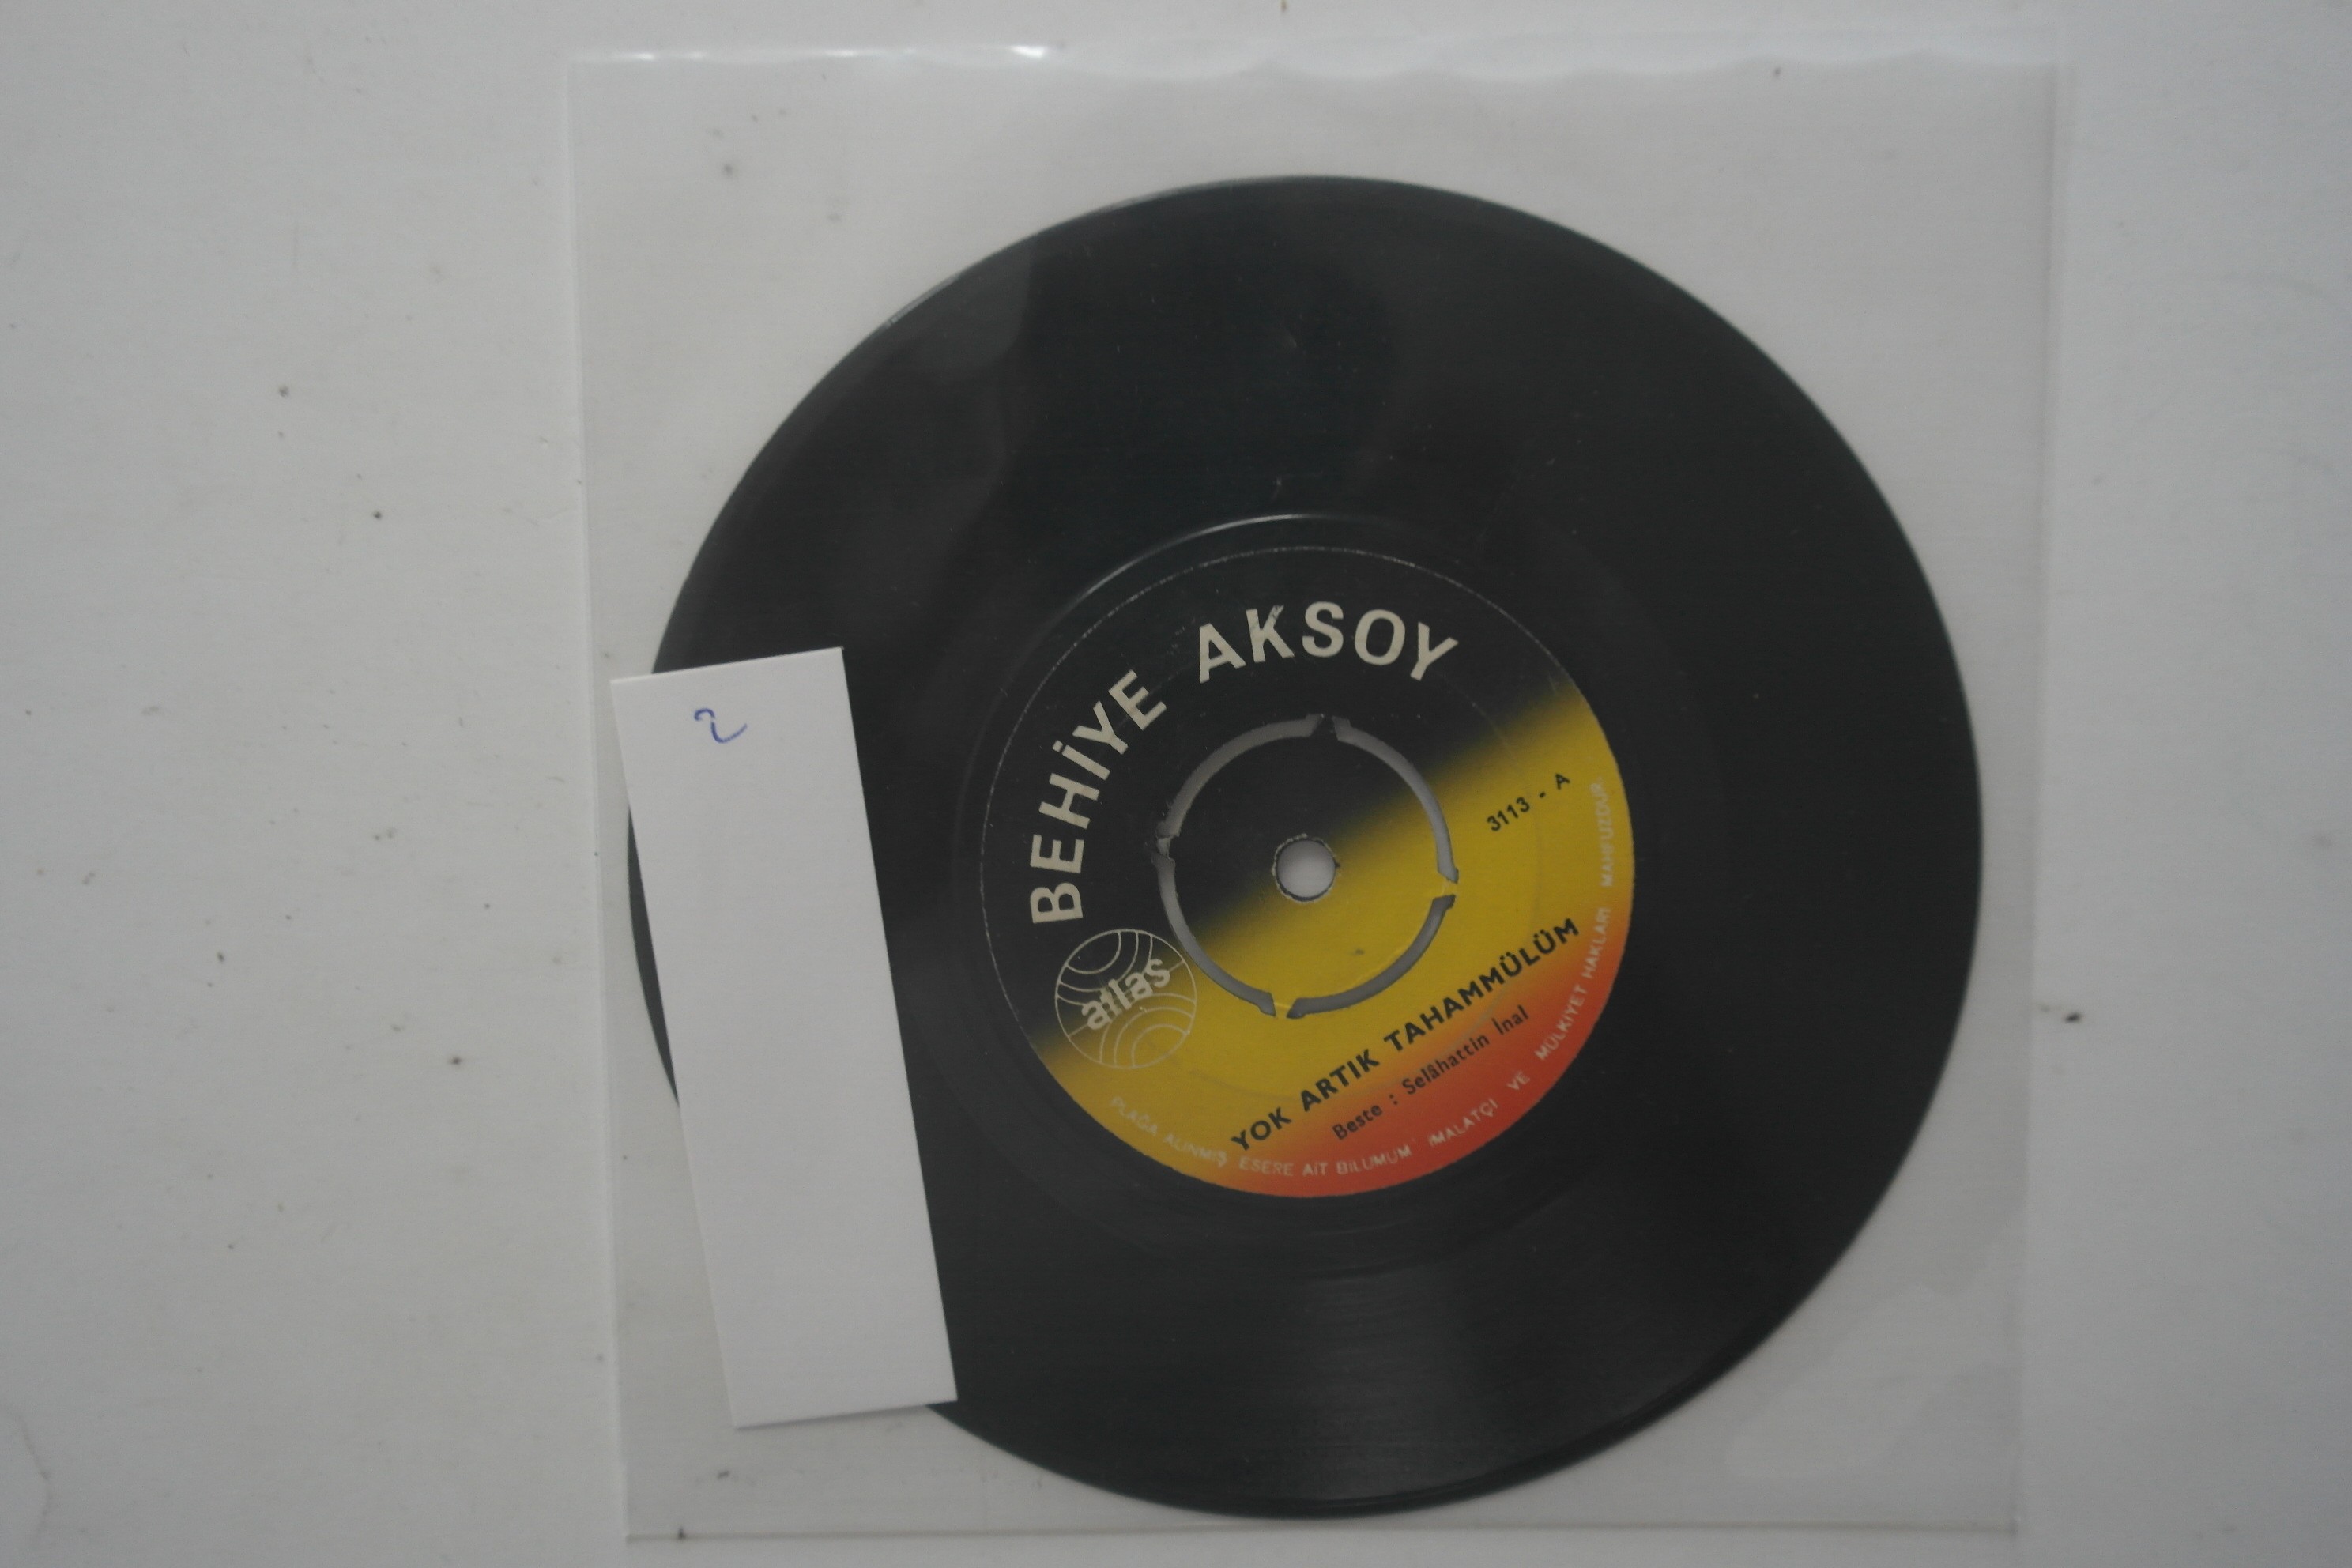 BEHİYE AKSOY
2
atlas
3113 - A
YOK ARTIK TAHAMMÜLÜM
Beste : Selâhattin İnal
PLAĞA ALINMIŞ ESERE AİT BİLUMUM İMALATÇI VE MÜLKİYET HAKLARI MAHFUZDUR.